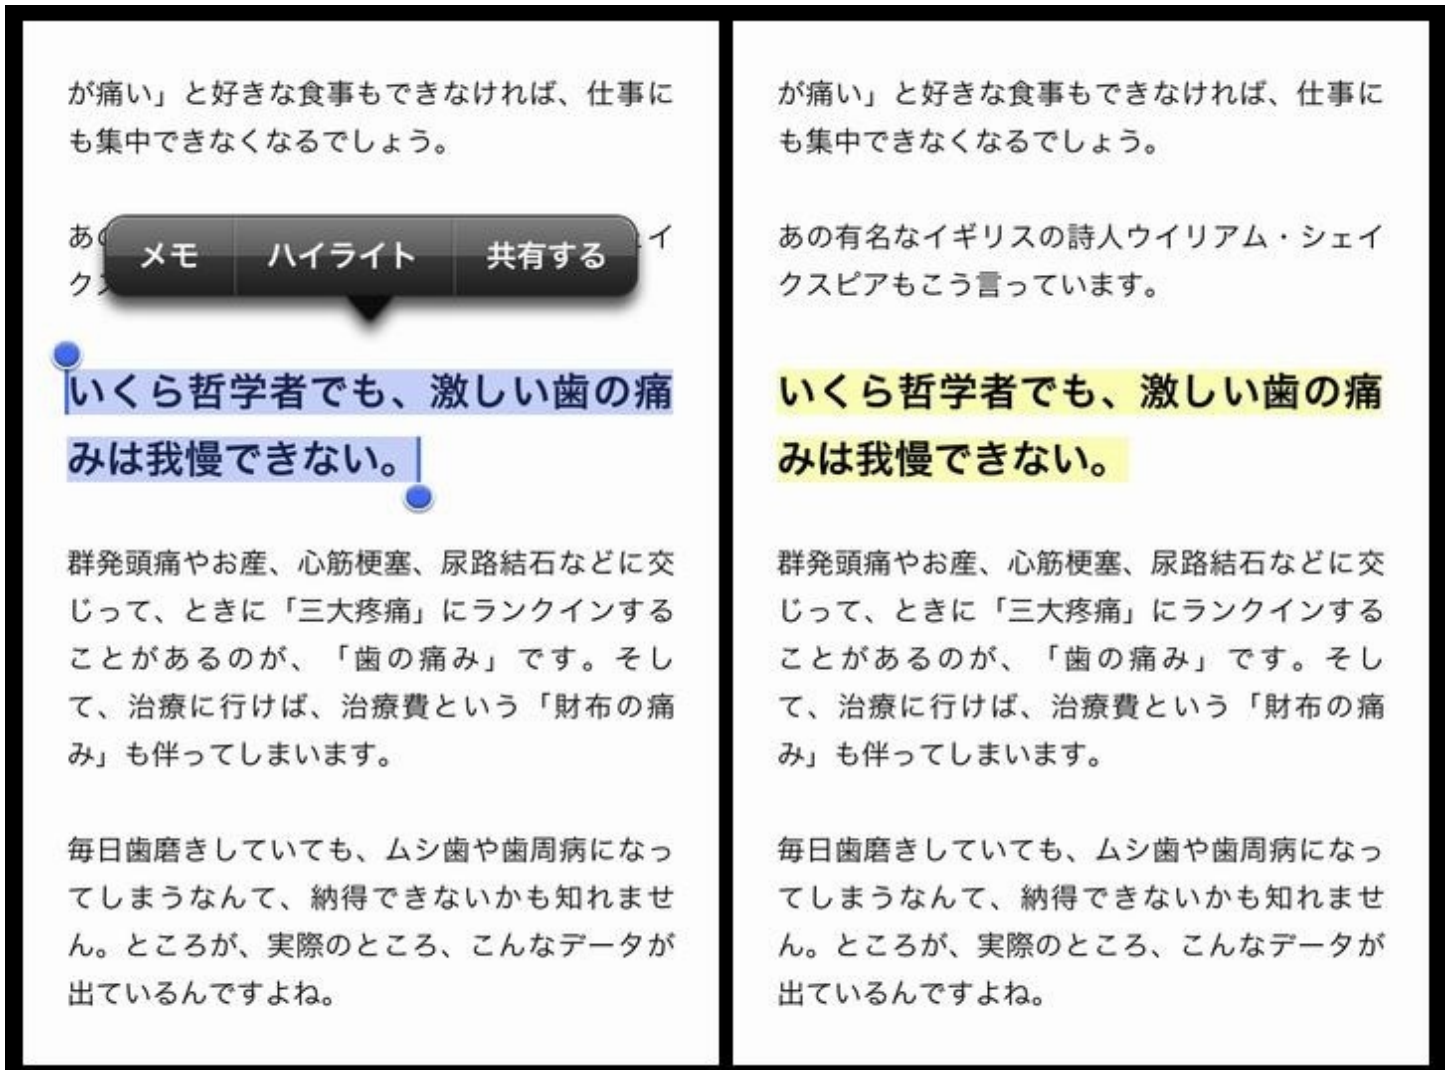 が痛い」と好きな食事もできなければ、仕事に
も集中できなくなるでしょう。
あの
メモ ハイライト 共有する
イ
クス
いくら哲学者でも、激しい歯の痛
みは我慢できない。
群発頭痛やお産、心筋梗塞、尿路結石などに交
じって、ときに「三大疼痛」にランクインする
ことがあるのが、「歯の痛み」です。そし
て、治療に行けば、治療費という「財布の痛
み」も伴ってしまいます。
毎日歯磨きしていても、ムシ歯や歯周病になっ
てしまうなんて、納得できないかも知れませ
ん。ところが、実際のところ、こんなデータが
出ているんですよね。
が痛い」と好きな食事もできなければ、仕事に
も集中できなくなるでしょう。
あの有名なイギリスの詩人ウイリアム・シェイ
クスピアもこう言っています。
いくら哲学者でも、激しい歯の痛
みは我慢できない。
群発頭痛やお産、心筋梗塞、尿路結石などに交
じって、ときに「三大疼痛」にランクインする
ことがあるのが、「歯の痛み」です。そし
て、治療に行けば、治療費という「財布の痛
み」も伴ってしまいます。
毎日歯磨きしていても、ムシ歯や歯周病になっ
てしまうなんて、納得できないかも知れませ
ん。ところが、実際のところ、こんなデータが
出ているんですよね。